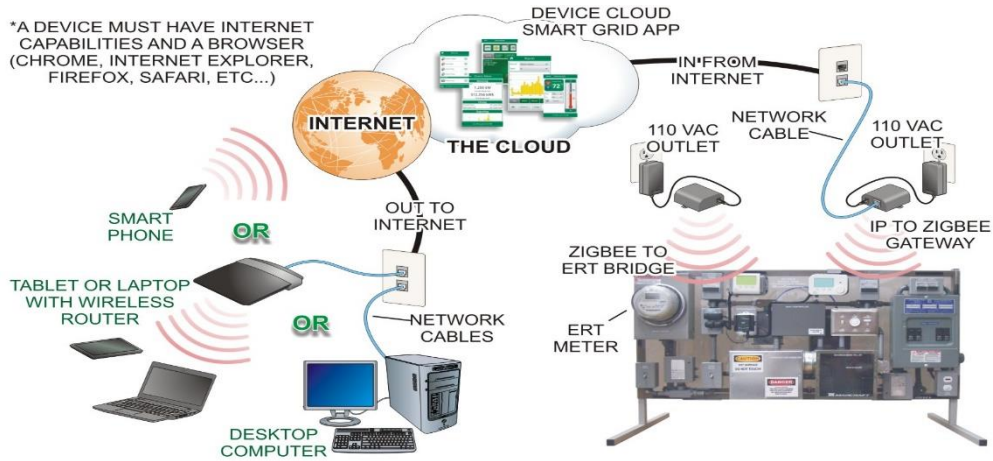 *A DEVICE MUST HAVE INTERNET
CAPABILITIES AND A BROWSER
(CHROME, INTERNET EXPLORER,
FIREFOX, SAFARI, ETC...)
DEVICE CLOUD
SMART GRID APP
INTERNET
THE CLOUD
IN FROM
INTERNET
NETWORK
CABLE
110 VAC
OUTLET
110 VAC
OUTLET
SMART
PHONE
OR
OUT TO
INTERNET
ZIGBEE TO
ERT BRIDGE
IP TO ZIGBEE
GATEWAY
TABLET OR LAPTOP
WITH WIRELESS
ROUTER
OR
NETWORK
CABLES
ERT
METER
DESKTOP
COMPUTER
72
CAUTION
DANGER